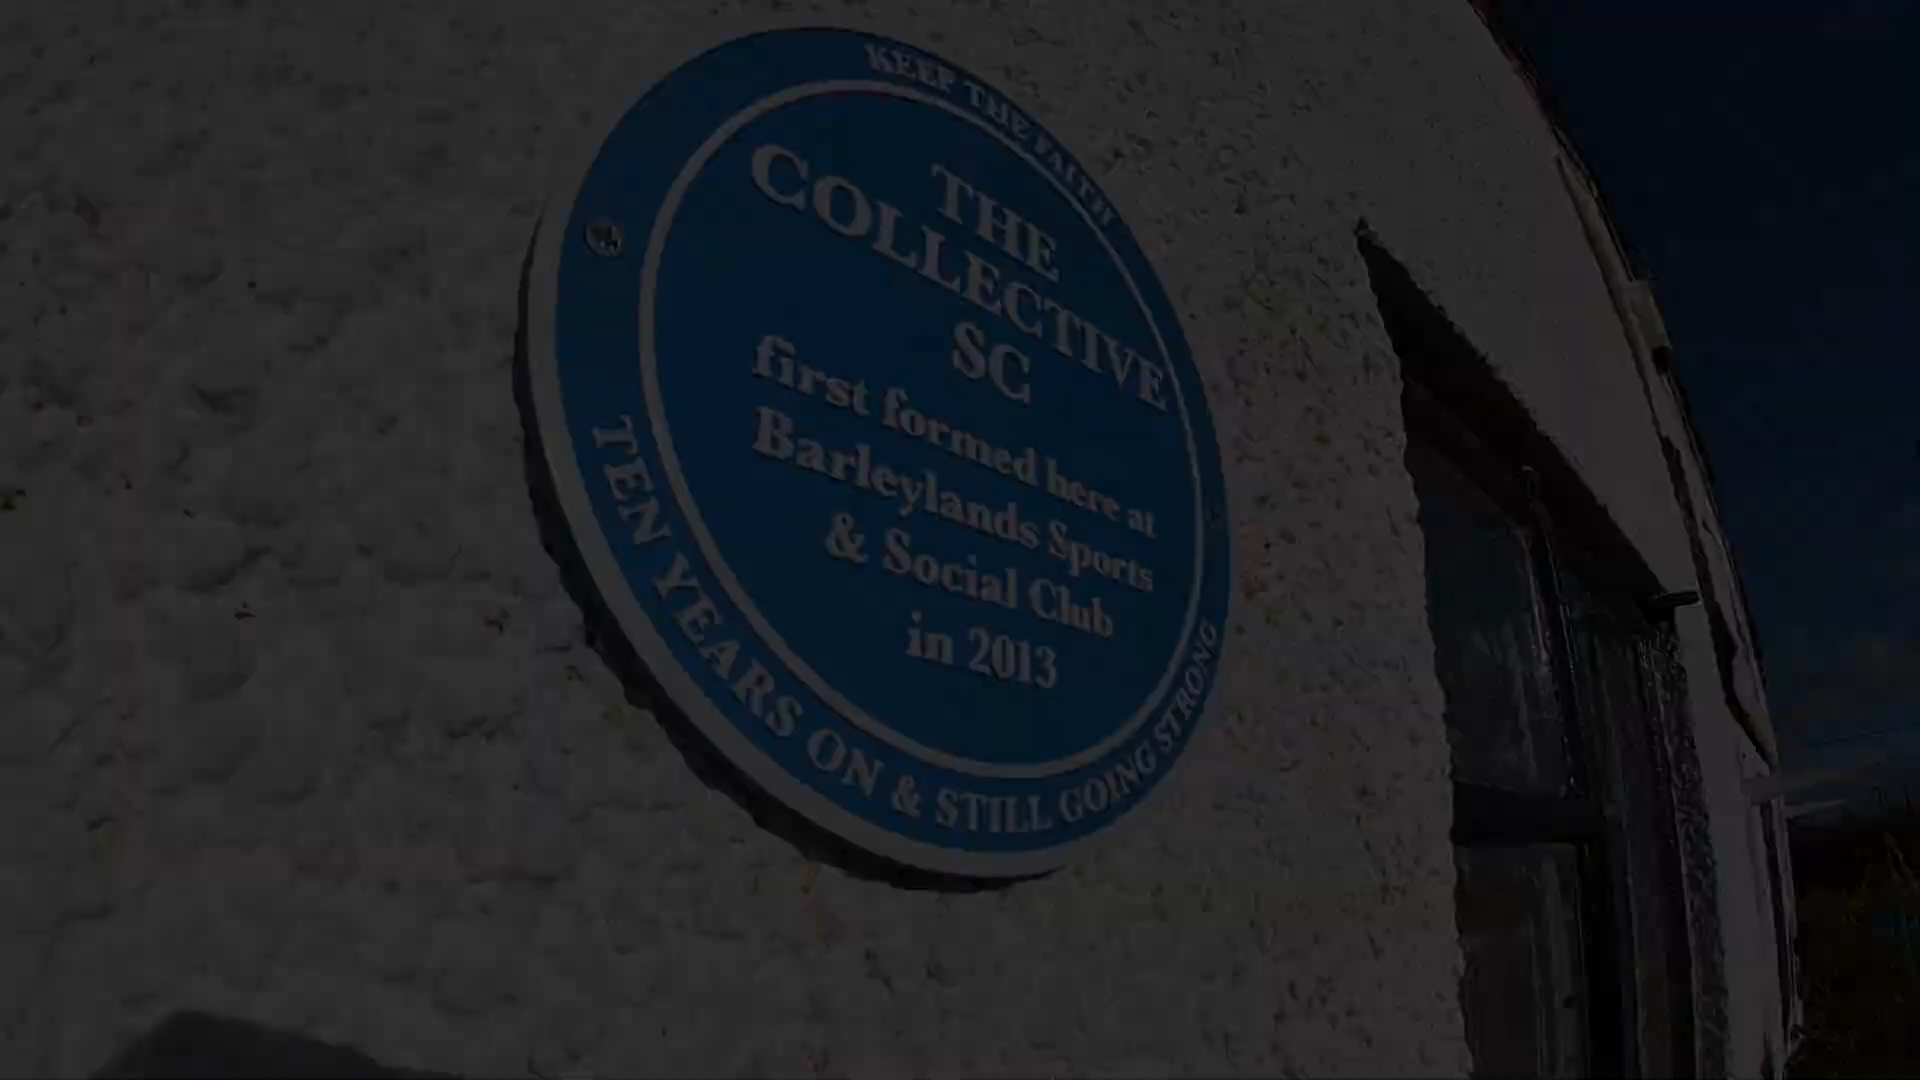 KEEP THE FAITH
THE
COLLECTIVE
SC
first formed here at
Barleylands Sports
& Social Club
in 2013
TEN YEARS ON & STILL GOING STRONG